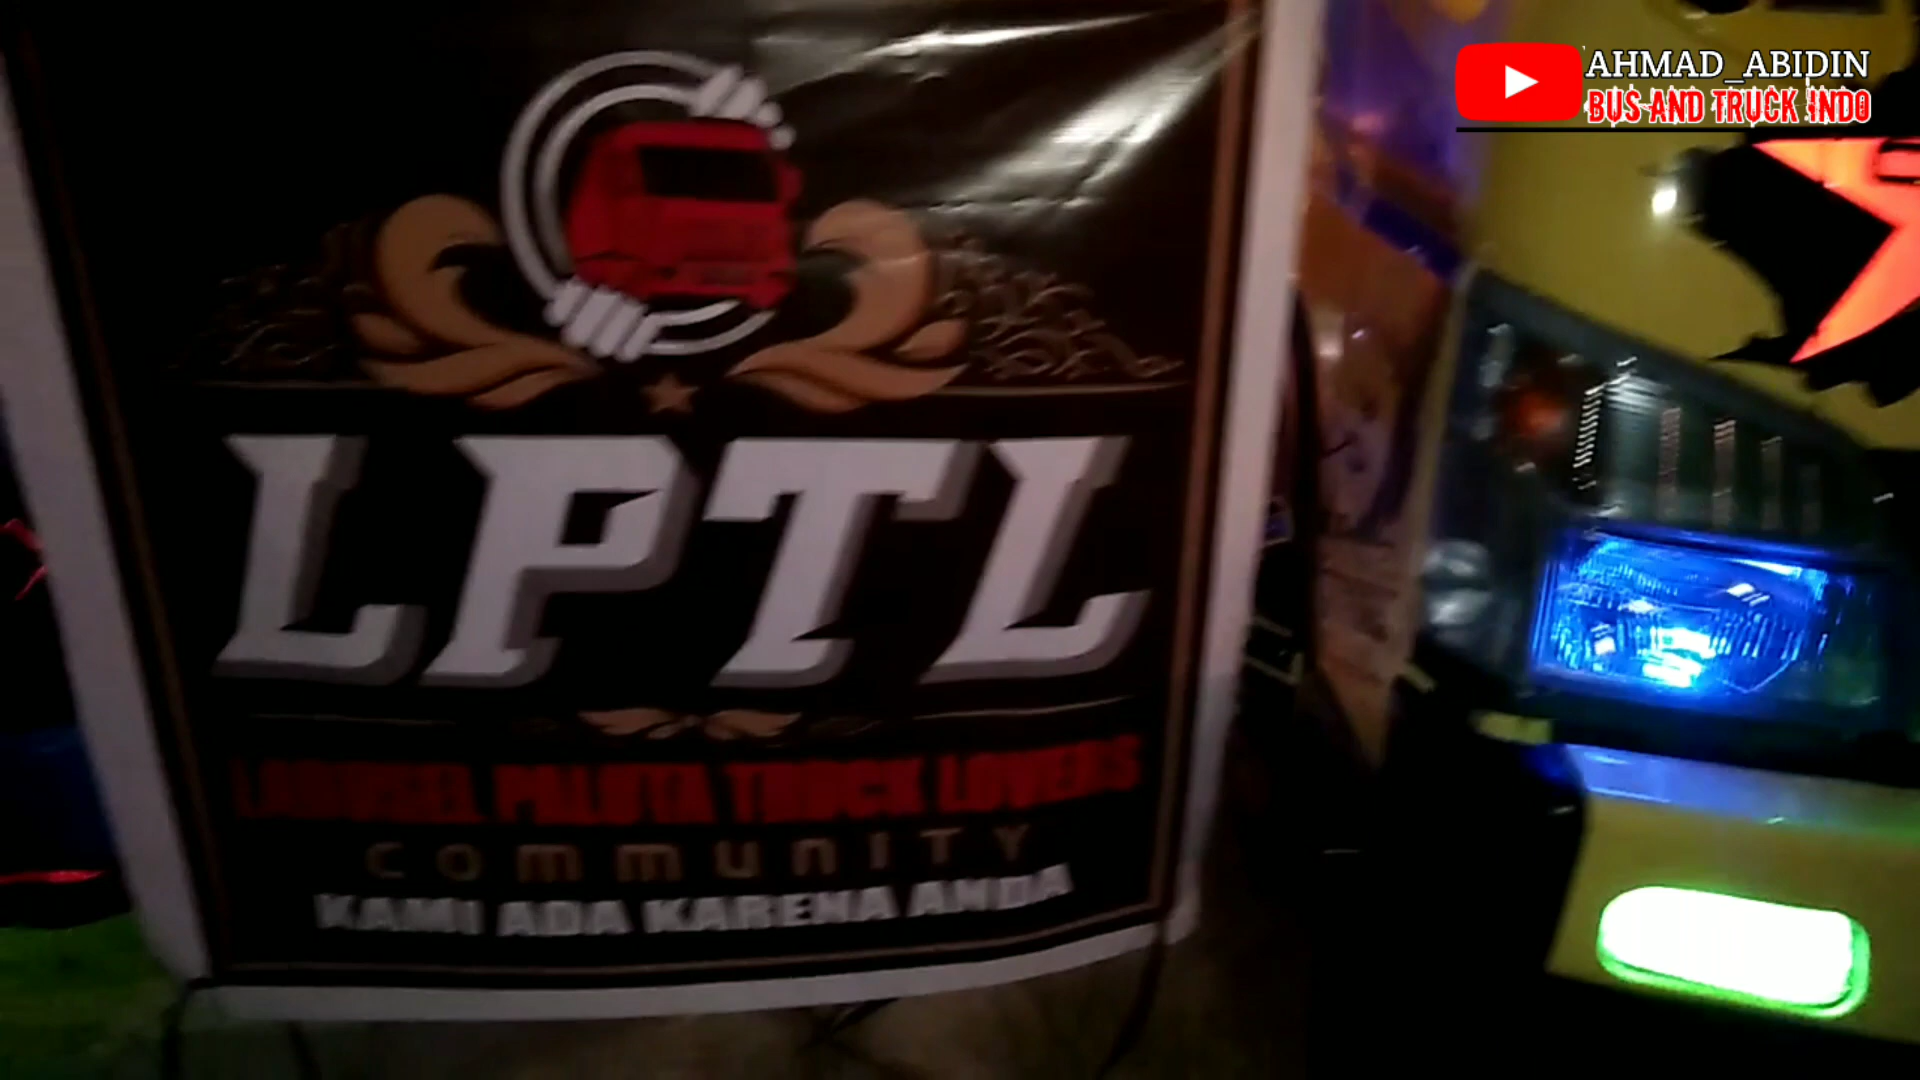 AHMAD_ABIDIN
BUS AND TRUCK INDO
LPTL
TRUCK LOVERS
community
KAMI ADA KARENA ANDA